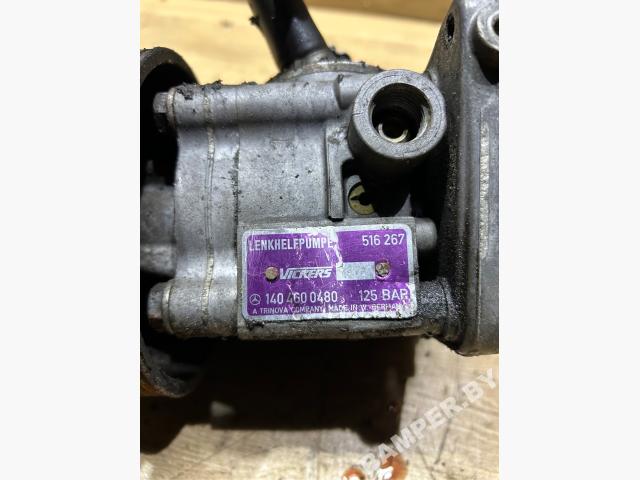 LENKHELFPUMPE 516 267
VICKERS
140 460 0480 125 BAR
A TRINOVA COMPANY, MADE IN W. GERMANY
BAMPER.BY